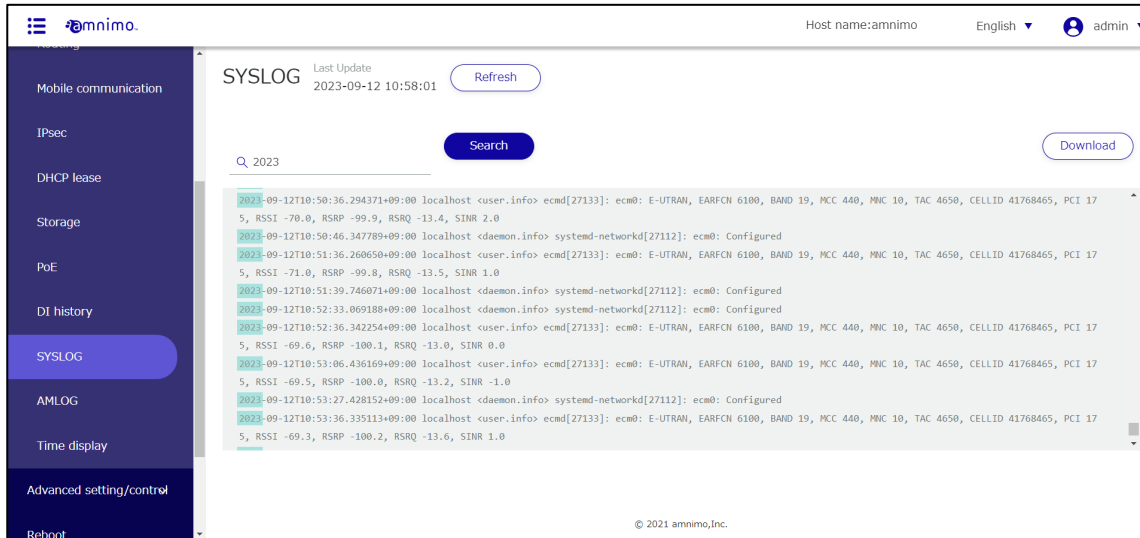 amnimo
Host name:amnimo
English
admin
Routing
Mobile communication
IPsec
DHCP lease
Storage
PoE
DI history
SYSLOG
AMLOG
Time display
Advanced setting/control
Reboot
SYSLOG
Last Update
2023-09-12 10:58:01
Refresh
2023
Search
Download
2023-09-12T10:50:36.294371+09:00 localhost <user.info> ecmd[27133]: ecm0: E-UTRAN, EARFCN 6100, BAND 19, MCC 440, MNC 10, TAC 4650, CELLID 41768465, PCI 17
5, RSSI -70.0, RSRP -99.9, RSRQ -13.4, SINR 2.0
2023-09-12T10:50:46.347789+09:00 localhost <daemon.info> systemd-networkd[27112]: ecm0: Configured
2023-09-12T10:51:36.260650+09:00 localhost <user.info> ecmd[27133]: ecm0: E-UTRAN, EARFCN 6100, BAND 19, MCC 440, MNC 10, TAC 4650, CELLID 41768465, PCI 17
5, RSSI -71.0, RSRP -99.8, RSRQ -13.5, SINR 1.0
2023-09-12T10:51:39.746071+09:00 localhost <daemon.info> systemd-networkd[27112]: ecm0: Configured
2023-09-12T10:52:33.069188+09:00 localhost <daemon.info> systemd-networkd[27112]: ecm0: Configured
2023-09-12T10:52:36.342254+09:00 localhost <user.info> ecmd[27133]: ecm0: E-UTRAN, EARFCN 6100, BAND 19, MCC 440, MNC 10, TAC 4650, CELLID 41768465, PCI 17
5, RSSI -69.6, RSRP -100.1, RSRQ -13.0, SINR 0.0
2023-09-12T10:53:06.436169+09:00 localhost <user.info> ecmd[27133]: ecm0: E-UTRAN, EARFCN 6100, BAND 19, MCC 440, MNC 10, TAC 4650, CELLID 41768465, PCI 17
5, RSSI -69.5, RSRP -100.0, RSRQ -13.2, SINR -1.0
2023-09-12T10:53:27.428152+09:00 localhost <daemon.info> systemd-networkd[27112]: ecm0: Configured
2023-09-12T10:53:36.335113+09:00 localhost <user.info> ecmd[27133]: ecm0: E-UTRAN, EARFCN 6100, BAND 19, MCC 440, MNC 10, TAC 4650, CELLID 41768465, PCI 17
5, RSSI -69.3, RSRP -100.2, RSRQ -13.6, SINR 1.0
© 2021 amnimo,Inc.